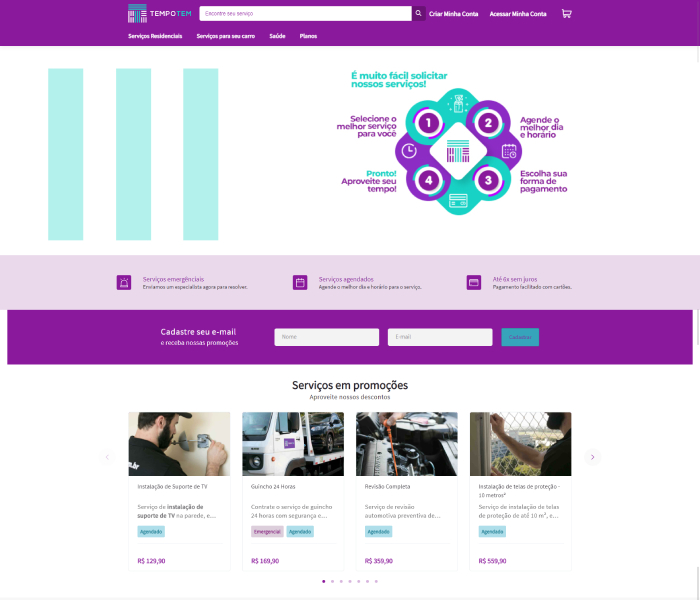 TEMPOTEM
Encontre seu serviço
Criar Minha Conta
Acessar Minha Conta
Serviços Residenciais
Serviços para seu carro
Saúde
Planos
É muito fácil solicitar
nossos serviços!
Selecione o
melhor serviço
para você
1
2
Agende o
melhor dia
e horário
Pronto!
Aproveite seu
tempo!
4
3
Escolha sua
forma de
pagamento
Serviços emergênciais
Enviamos um especialista agora para resolver.
Serviços agendados
Agende o melhor dia e horário para o serviço.
Até 6x sem juros
Pagamento facilitado com cartões.
Cadastre seu e-mail
e receba nossas promoções
Nome
E-mail
Cadastrar
Serviços em promoções
Aproveite nossos descontos
Instalação de Suporte de TV
Serviço de instalação de
suporte de TV na parede, e...
Agendado
R$ 129,90
Guincho 24 Horas
Contrate o serviço de guincho
24 horas com segurança e...
Emergencial
Agendado
R$ 169,90
Revisão Completa
Serviço de revisão
automotiva preventiva de...
Agendado
R$ 359,90
Instalação de telas de proteção -
10 metros²
Serviço de instalação de telas
de proteção de até 10 m², e...
Agendado
R$ 559,90